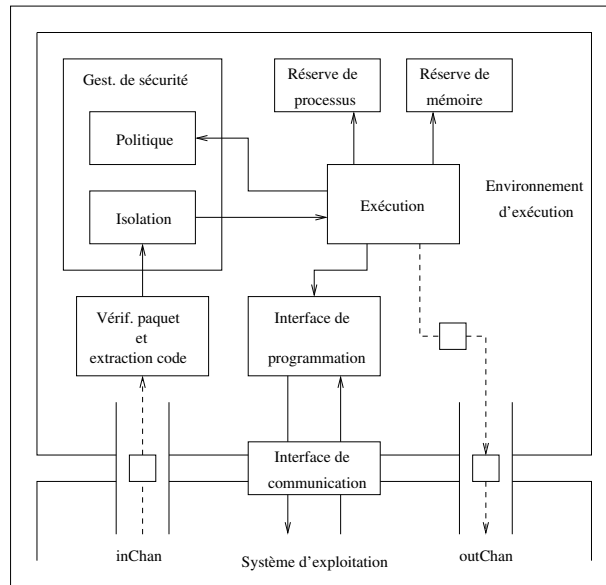 Gest. de sécurité
Réserve de
processus
Réserve de
mémoire
Politique
Isolation
Exécution
Environnement
d'exécution
Vérif. paquet
et
extraction code
Interface de
programmation
Interface de
communication
inChan
Système d'exploitation
outChan